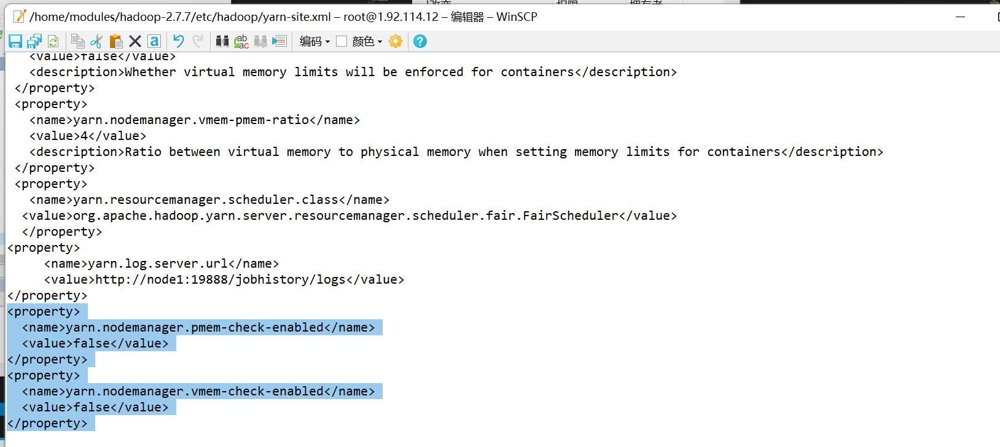 /home/modules/hadoop-2.7.7/etc/hadoop/yarn-site.xml – root@1.92.114.12 – 编辑器 – WinSCP
编码 颜色
<value>false</value>
<description>Whether virtual memory limits will be enforced for containers</description>
</property>
<property>
<name>yarn.nodemanager.vmem-pmem-ratio</name>
<value>4</value>
<description>Ratio between virtual memory to physical memory when setting memory limits for containers</description>
</property>
<property>
<name>yarn.resourcemanager.scheduler.class</name>
<value>org.apache.hadoop.yarn.server.resourcemanager.scheduler.fair.FairScheduler</value>
</property>
<property>
<name>yarn.log.server.url</name>
<value>http://node1:19888/jobhistory/logs</value>
</property>
<property>
<name>yarn.nodemanager.pmem-check-enabled</name>
<value>false</value>
</property>
<property>
<name>yarn.nodemanager.vmem-check-enabled</name>
<value>false</value>
</property>